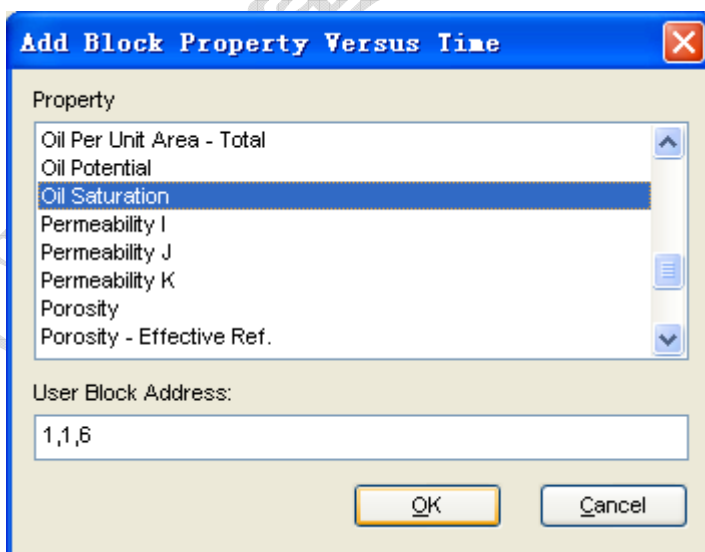 Add Block Property Versus Time
Property
Oil Per Unit Area - Total
Oil Potential
Oil Saturation
Permeability I
Permeability J
Permeability K
Porosity
Porosity - Effective Ref.
User Block Address:
1,1,6
OK
Cancel